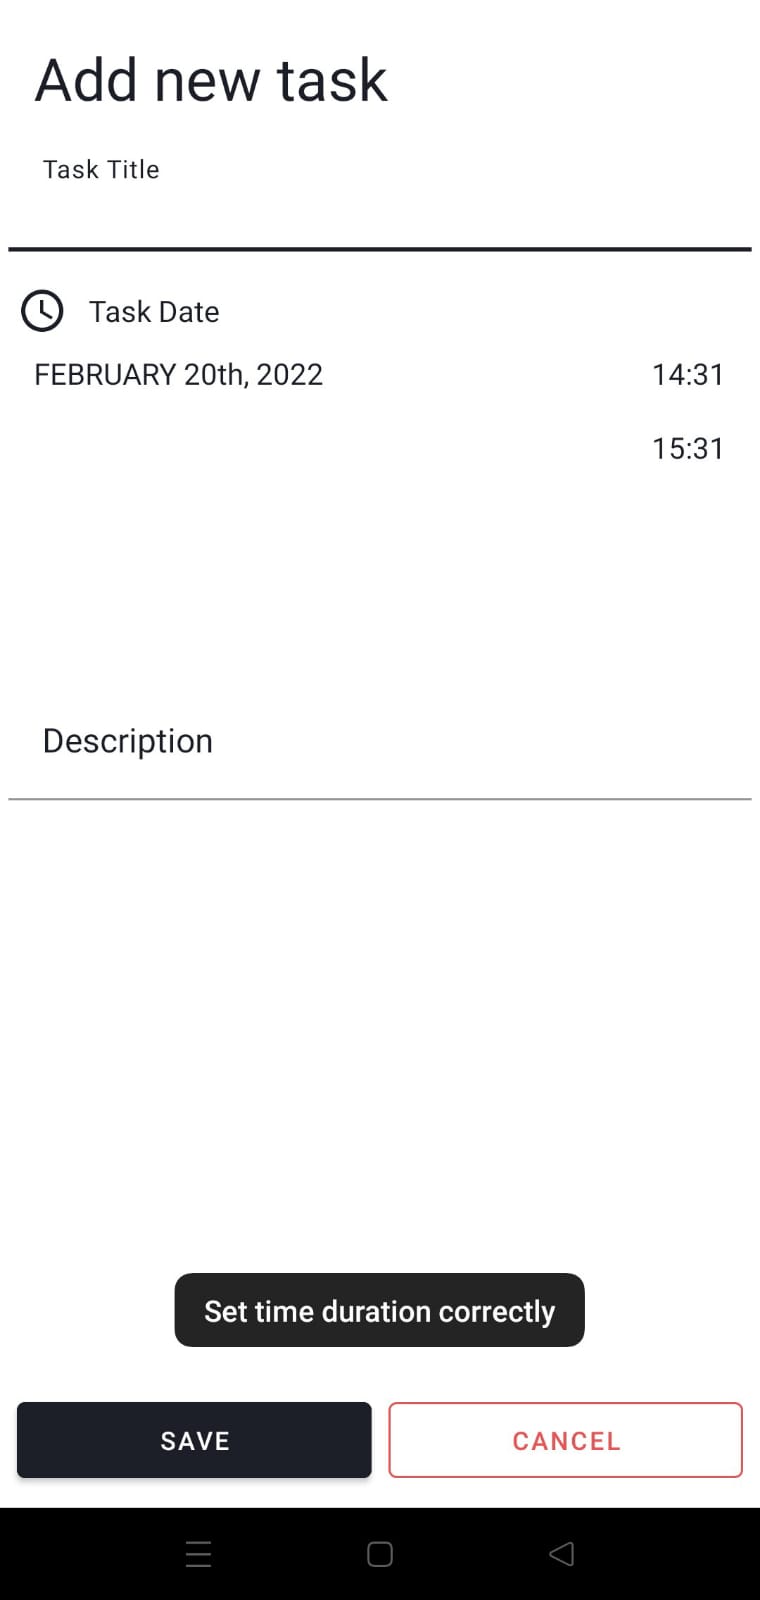 Add new task
Task Title
Task Date
FEBRUARY 20th, 2022 14:31
15:31
Description
Set time duration correctly
SAVE CANCEL